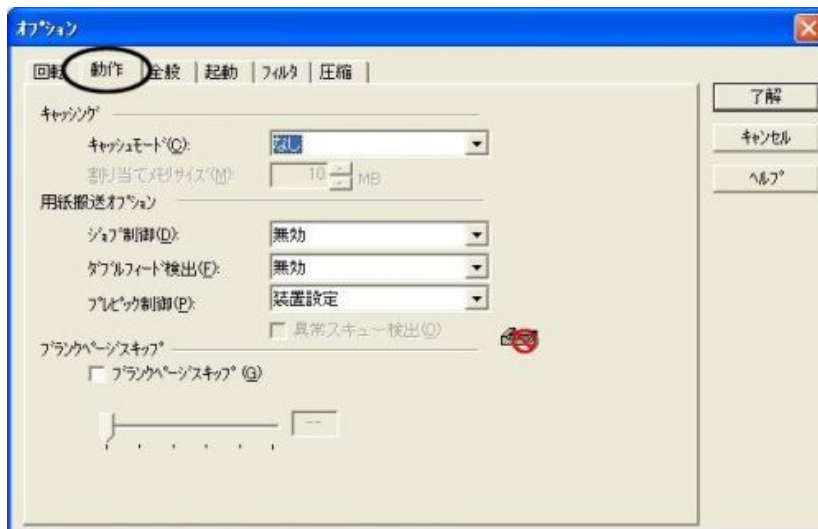 オプション
回転 動作 全般 起動 フィルタ 圧縮
了解
キャンセル
ヘルプ
キャッシング
キャッシュモード(C): なし
割り当てメモリサイズ(M): 10 MB
用紙搬送オプション
ジョブ制御(D): 無効
ダブルフィード検出(F): 無効
プレピック制御(P): 装置設定
異常スキュー検出(O)
ブランクページスキップ
ブランクページスキップ(G)
--